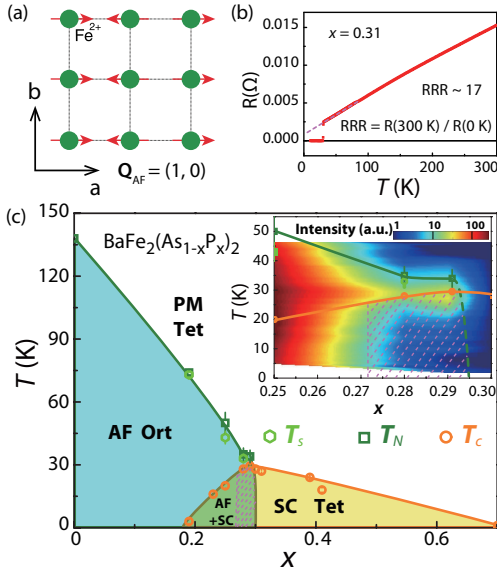 (a)
Fe2+
b
a
QAF = (1, 0)
(b)
0.015
0.010
0.005
0.000
R(Ω)
x = 0.31
RRR ~ 17
RRR = R(300 K) / R(0 K)
0
100
200
300
T (K)
(c)
150
120
90
60
30
0
T (K)
BaFe2(As1-xPx)2
PM
Tet
AF Ort
AF
+SC
SC Tet
0.0
0.2
0.4
0.6
x
Intensity (a.u.)
1
10
100
50
40
30
20
10
0
T (K)
0.25
0.26
0.27
0.28
0.29
0.30
x
Ts
TN
Tc